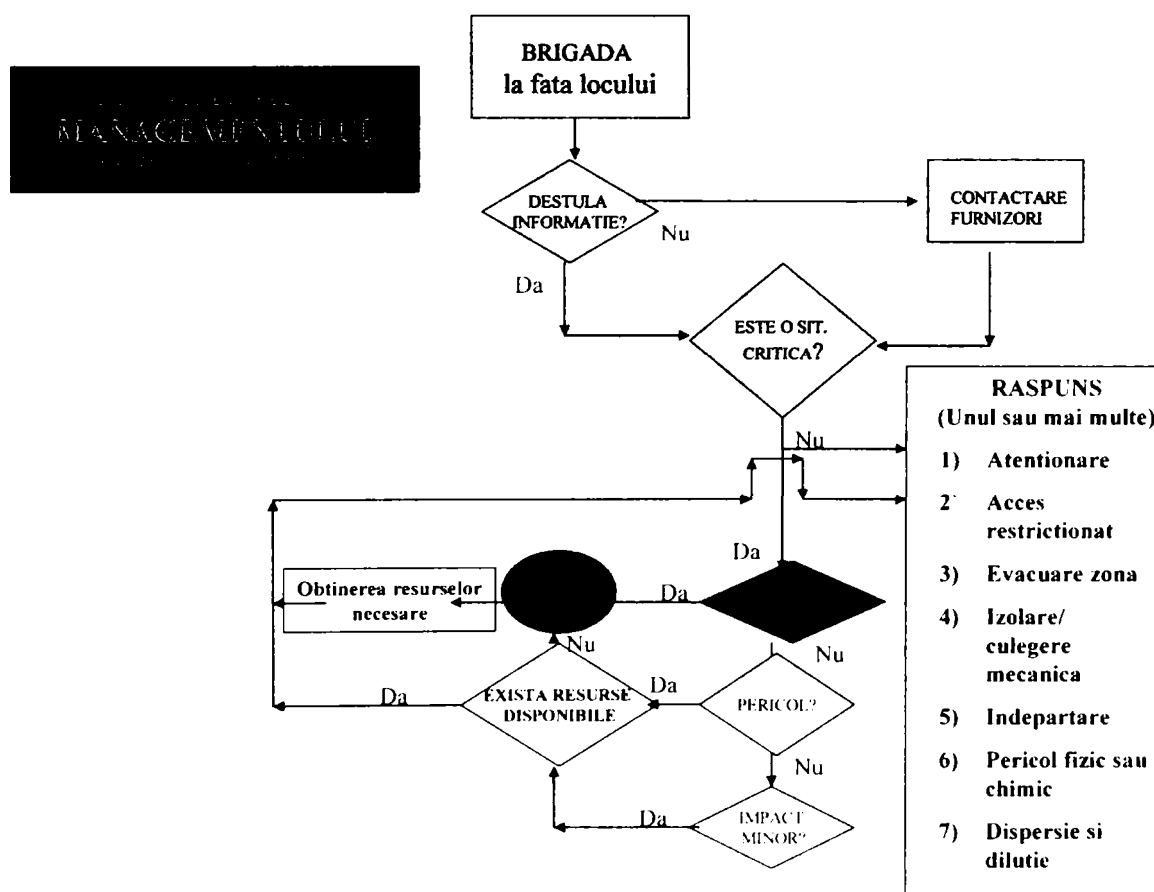 BRIGADA
la fata locului
MANAGEMENTULUI
DESTULA
INFORMATIE?
Nu
CONTACTARE
FURNIZORI
Da
ESTE O SIT.
CRITICA?
RASPUNS
(Unul sau mai multe)
Nu
1) Atentionare
2` Acces
restrictionat
Da
3) Evacuare zona
Obtinerea resurselor
necesare
Da
4) Izolare/
culegere
mecanica
Nu
Nu
Da
EXISTA RESURSE
DISPONIBILE
Da
PERICOL?
5) Indepartare
6) Pericol fizic sau
chimic
Nu
Da
IMPACT
MINOR?
7) Dispersie si
dilutie